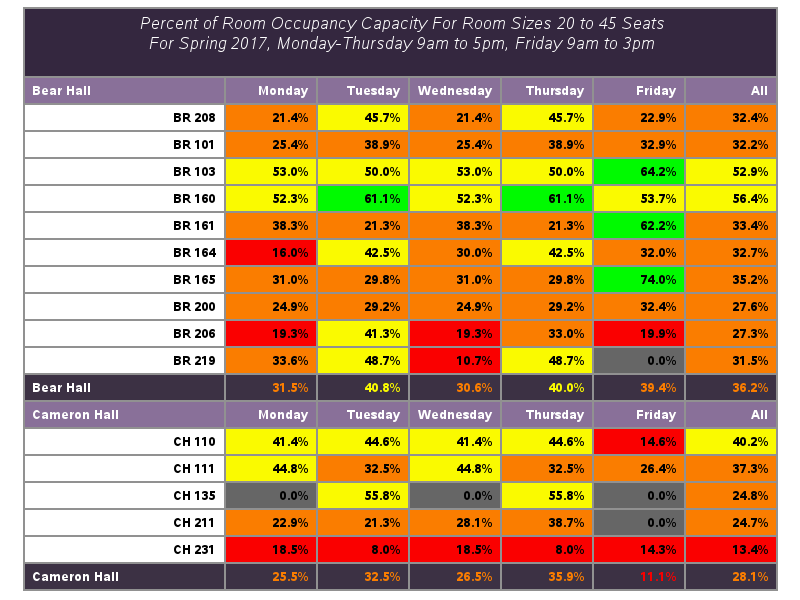 Percent of Room Occupancy Capacity For Room Sizes 20 to 45 Seats
For Spring 2017, Monday-Thursday 9am to 5pm, Friday 9am to 3pm
Bear Hall Monday Tuesday Wednesday Thursday Friday All
BR 208 21.4% 45.7% 21.4% 45.7% 22.9% 32.4%
BR 101 25.4% 38.9% 25.4% 38.9% 32.9% 32.2%
BR 103 53.0% 50.0% 53.0% 50.0% 64.2% 52.9%
BR 160 52.3% 61.1% 52.3% 61.1% 53.7% 56.4%
BR 161 38.3% 21.3% 38.3% 21.3% 62.2% 33.4%
BR 164 16.0% 42.5% 30.0% 42.5% 32.0% 32.7%
BR 165 31.0% 29.8% 31.0% 29.8% 74.0% 35.2%
BR 200 24.9% 29.2% 24.9% 29.2% 32.4% 27.6%
BR 206 19.3% 41.3% 19.3% 33.0% 19.9% 27.3%
BR 219 33.6% 48.7% 10.7% 48.7% 0.0% 31.5%
Bear Hall 31.5% 40.8% 30.6% 40.0% 39.4% 36.2%
Cameron Hall Monday Tuesday Wednesday Thursday Friday All
CH 110 41.4% 44.6% 41.4% 44.6% 14.6% 40.2%
CH 111 44.8% 32.5% 44.8% 32.5% 26.4% 37.3%
CH 135 0.0% 55.8% 0.0% 55.8% 0.0% 24.8%
CH 211 22.9% 21.3% 28.1% 38.7% 0.0% 24.7%
CH 231 18.5% 8.0% 18.5% 8.0% 14.3% 13.4%
Cameron Hall 25.5% 32.5% 26.5% 35.9% 11.1% 28.1%